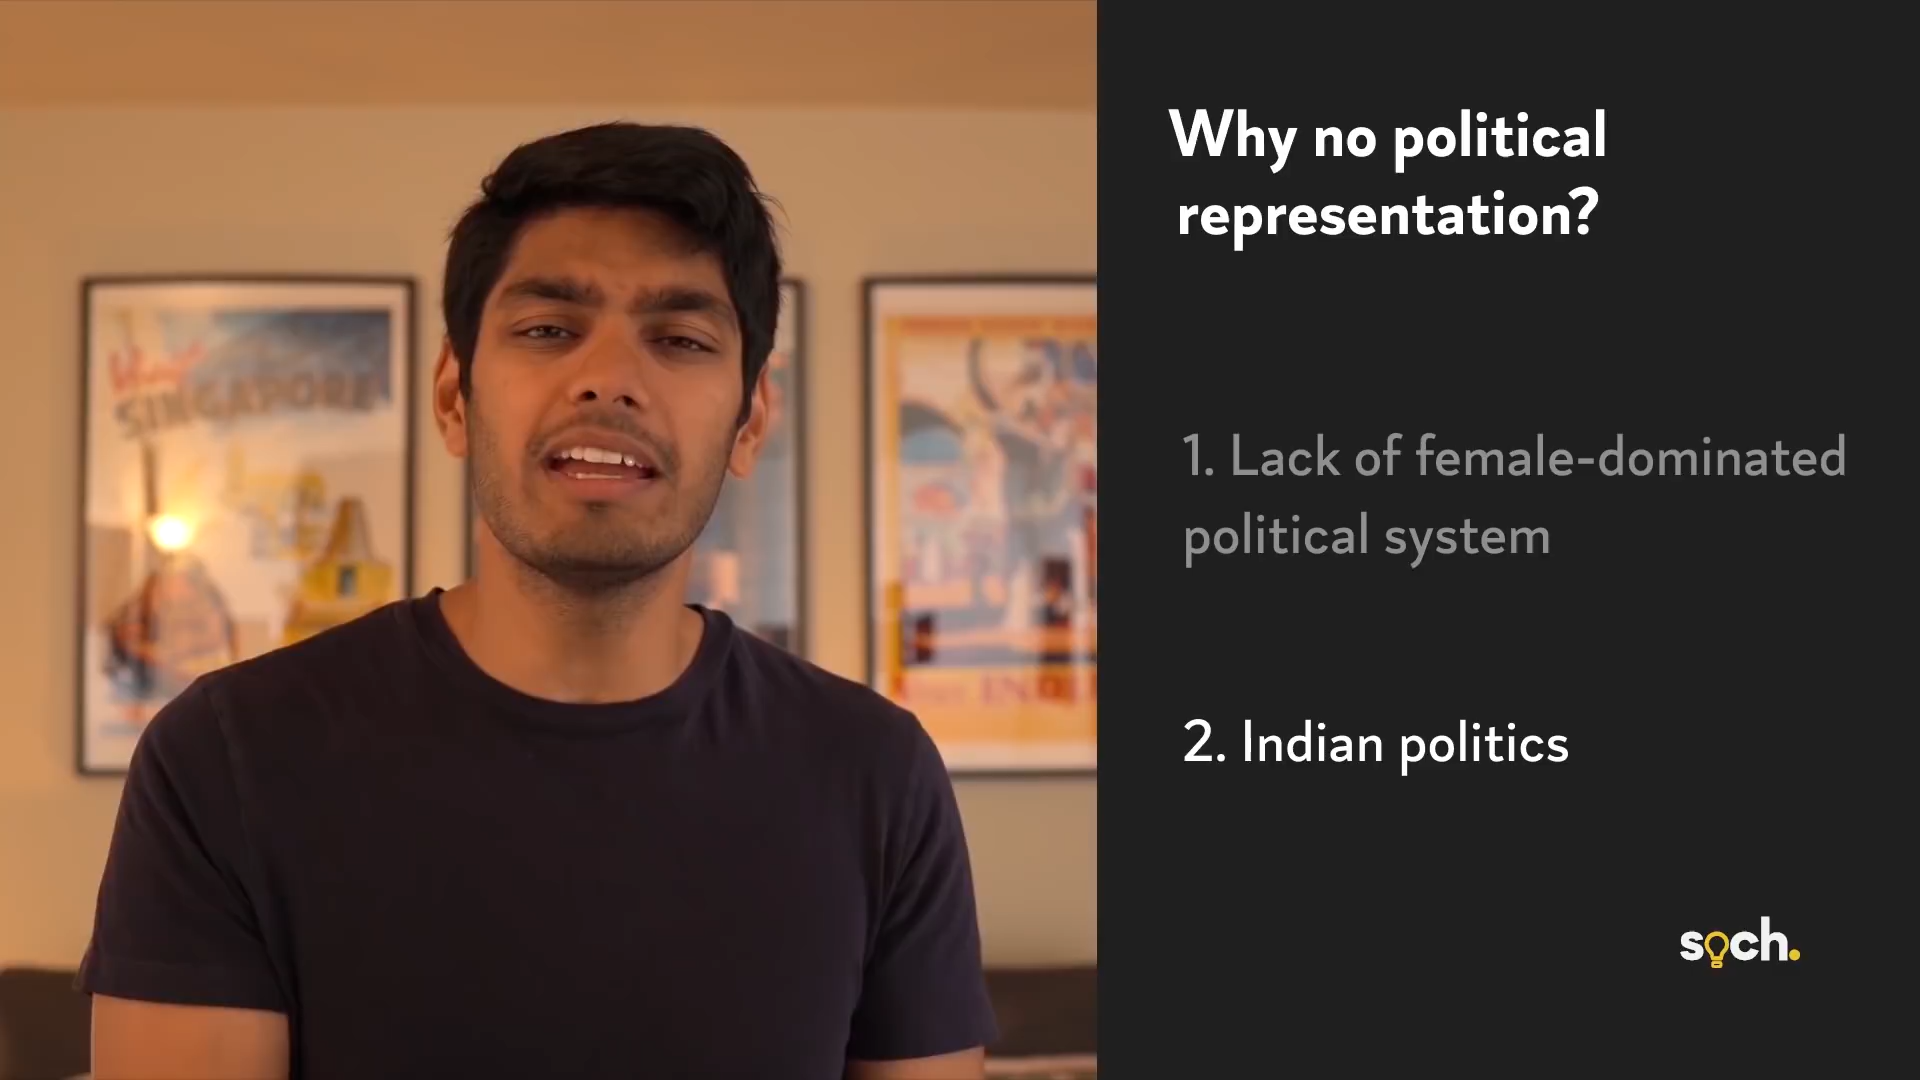 SINGAPORE
Why no political
representation?
1. Lack of female-dominated
political system
2. Indian politics
soch.